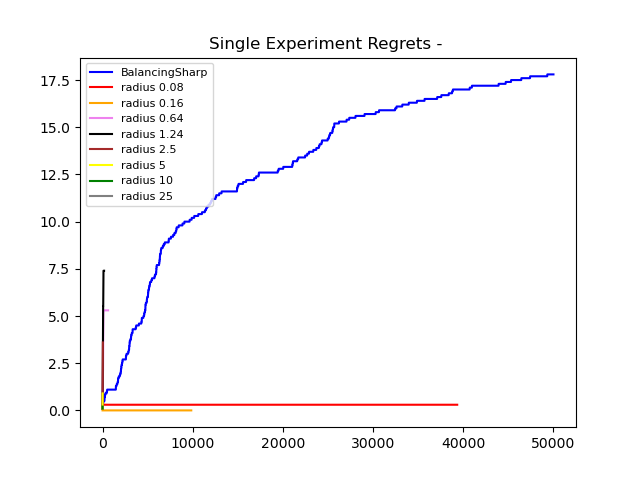 Single Experiment Regrets -
BalancingSharp
radius 0.08
radius 0.16
radius 0.64
radius 1.24
radius 2.5
radius 5
radius 10
radius 25
17.5
15.0
12.5
10.0
7.5
5.0
2.5
0.0
0
10000
20000
30000
40000
50000